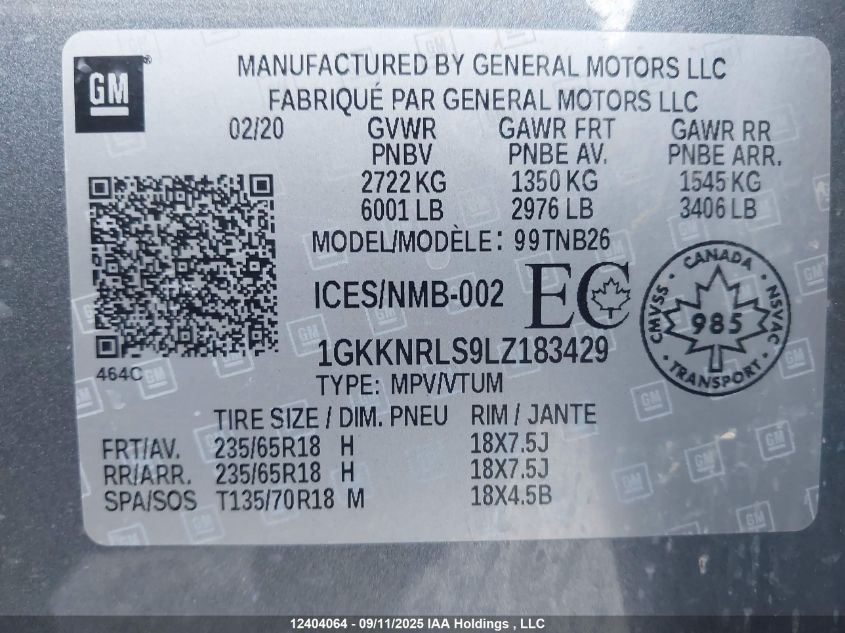 GM
MANUFACTURED BY GENERAL MOTORS LLC
FABRIQUÉ PAR GENERAL MOTORS LLC
02/20 GVWR GAWR FRT GAWR RR
PNBV PNBE AV. PNBE ARR.
2722 KG 1350 KG 1545 KG
6001 LB 2976 LB 3406 LB
MODEL/MODÈLE: 99TNB26
ICES/NMB-002 EC
CANADA
CMVSS 985 NSVAC
TRANSPORT
1GKKNRLS9LZ183429
464C
TYPE: MPV/VTUM
TIRE SIZE / DIM. PNEU RIM / JANTE
FRT/AV. 235/65R18 H 18X7.5J
RR/ARR. 235/65R18 H 18X7.5J
SPA/SOS T135/70R18 M 18X4.5B
12404064 - 09/11/2025 IAA Holdings , LLC